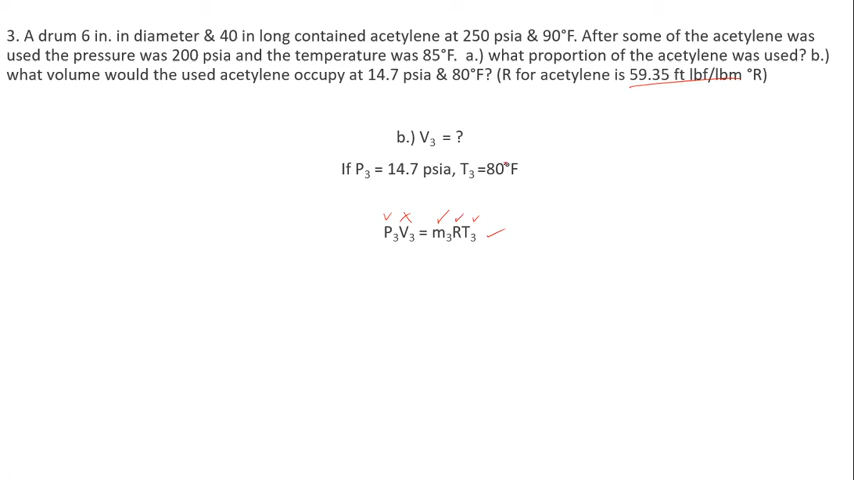 3. A drum 6 in. in diameter & 40 in long contained acetylene at 250 psia & 90°F. After some of the acetylene was
used the pressure was 200 psia and the temperature was 85°F. a.) what proportion of the acetylene was used? b.)
what volume would the used acetylene occupy at 14.7 psia & 80°F? (R for acetylene is 59.35 ft lbf/lbm °R)
b.) V₃ = ?
If P₃ = 14.7 psia, T₃ =80°F
P₃V₃ = m₃RT₃